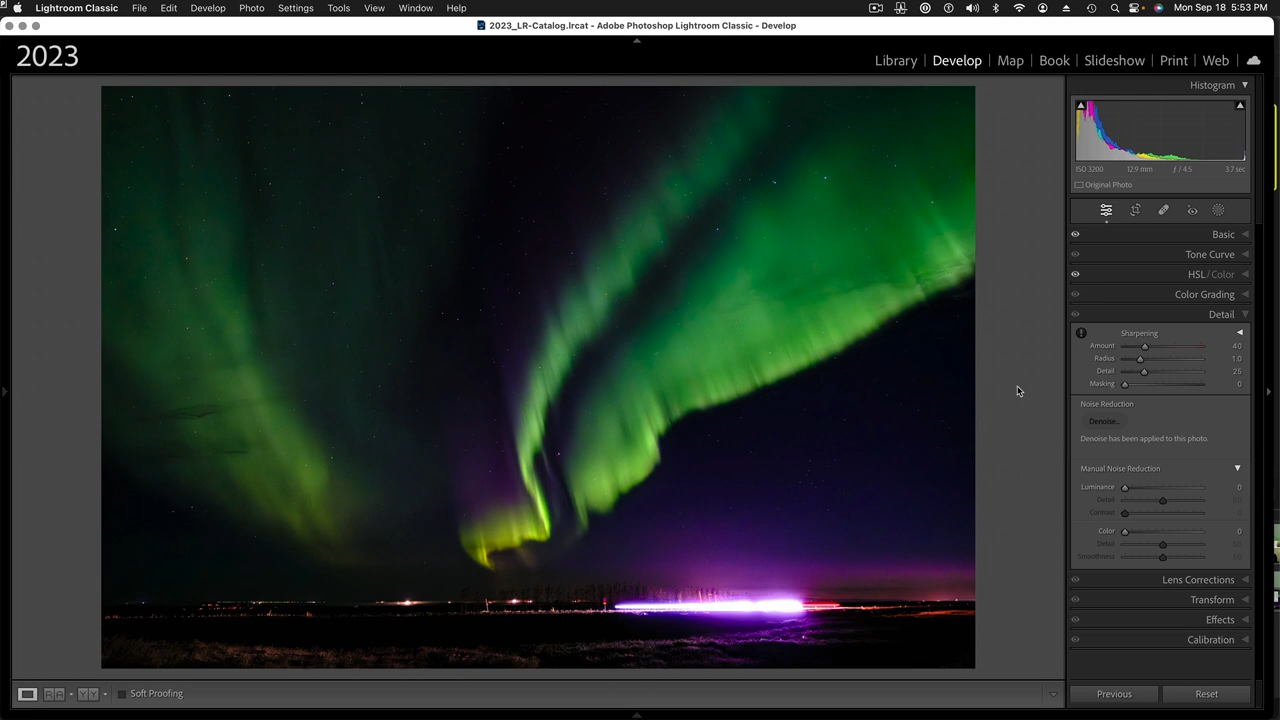 Lightroom Classic File Edit Develop Photo Settings Tools View Window Help Mon Sep 18 5:53 PM
2023_LR-Catalog.lrcat - Adobe Photoshop Lightroom Classic - Develop
2023 Library | Develop | Map | Book | Slideshow | Print | Web
Histogram
ISO 3200 12.9 mm ƒ / 4.5 3.7 sec
Original Photo
Basic
Tone Curve
HSL / Color
Color Grading
Detail
Sharpening
Amount 40
Radius 1.0
Detail 25
Masking 0
Noise Reduction
Denoise...
Denoise has been applied to this photo.
Manual Noise Reduction
Luminance 0
Detail 50
Contrast 0
Color 0
Detail 50
Smoothness 50
Lens Corrections
Transform
Effects
Calibration
Soft Proofing Previous Reset